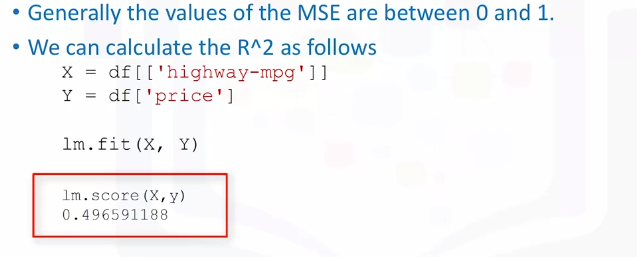 • Generally the values of the MSE are between 0 and 1.
• We can calculate the R^2 as follows
X = df[['highway-mpg']]
Y = df['price']
lm.fit(X, Y)
lm.score(X,y)
0.496591188